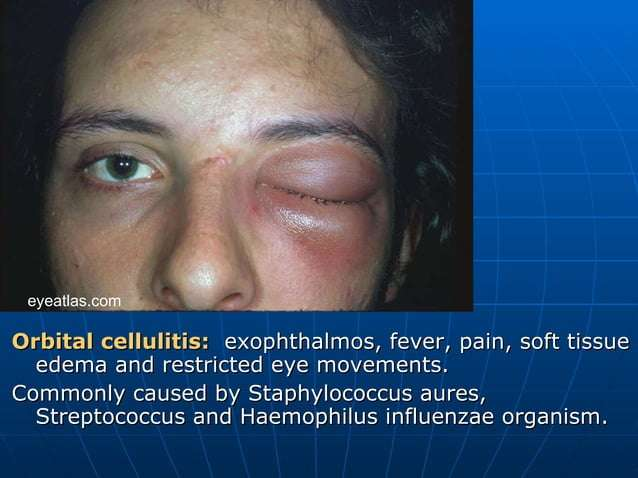 eyeatlas.com
Orbital cellulitis: exophthalmos, fever, pain, soft tissue
edema and restricted eye movements.
Commonly caused by Staphylococcus aures,
Streptococcus and Haemophilus influenzae organism.